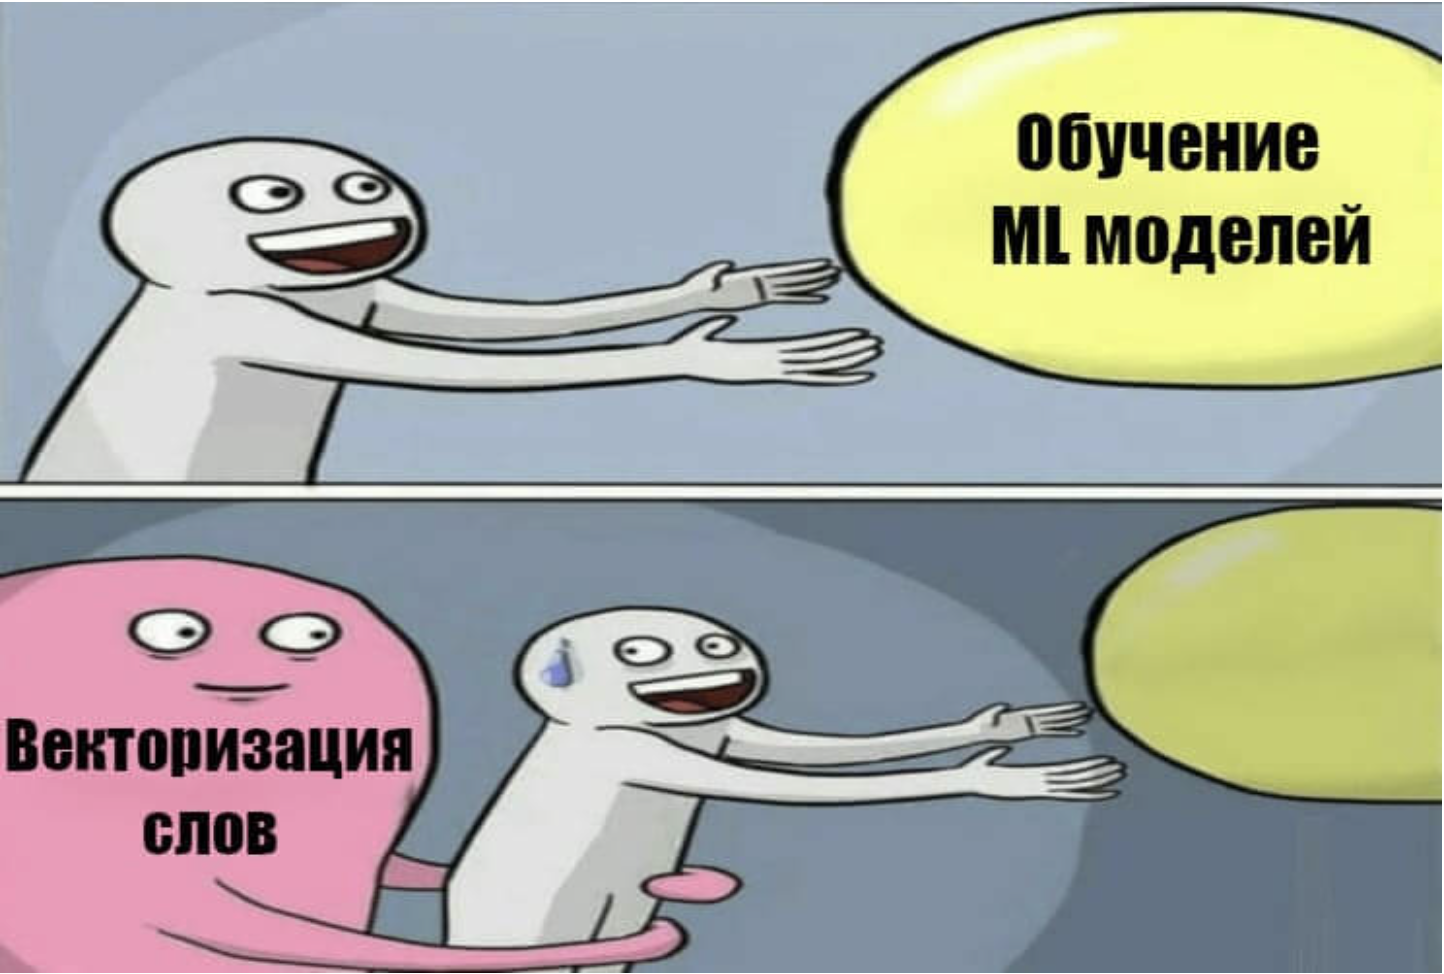 Обучение
ML моделей
Векторизация
слов